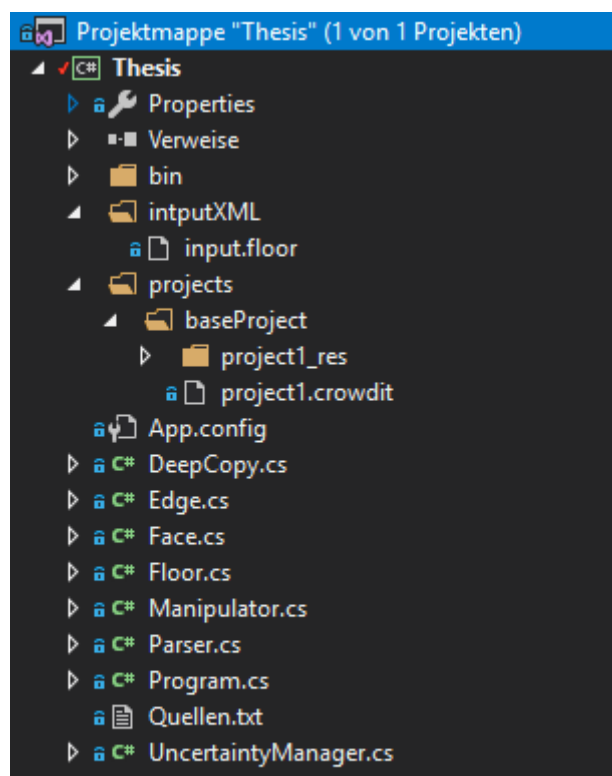 Projektmappe "Thesis" (1 von 1 Projekten)
C# Thesis
Properties
Verweise
bin
intputXML
input.floor
projects
baseProject
project1_res
project1.crowdit
App.config
C# DeepCopy.cs
C# Edge.cs
C# Face.cs
C# Floor.cs
C# Manipulator.cs
C# Parser.cs
C# Program.cs
Quellen.txt
C# UncertaintyManager.cs